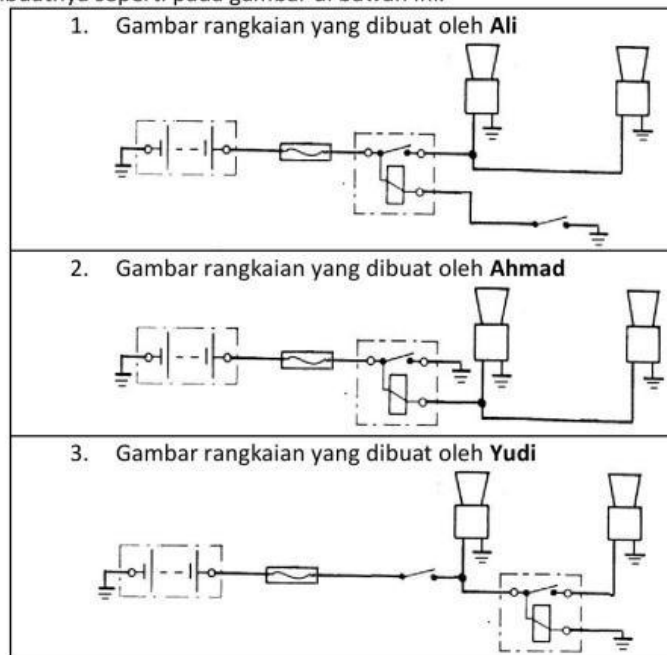 1. Gambar rangkaian yang dibuat oleh Ali
2. Gambar rangkaian yang dibuat oleh Ahmad
3. Gambar rangkaian yang dibuat oleh Yudi